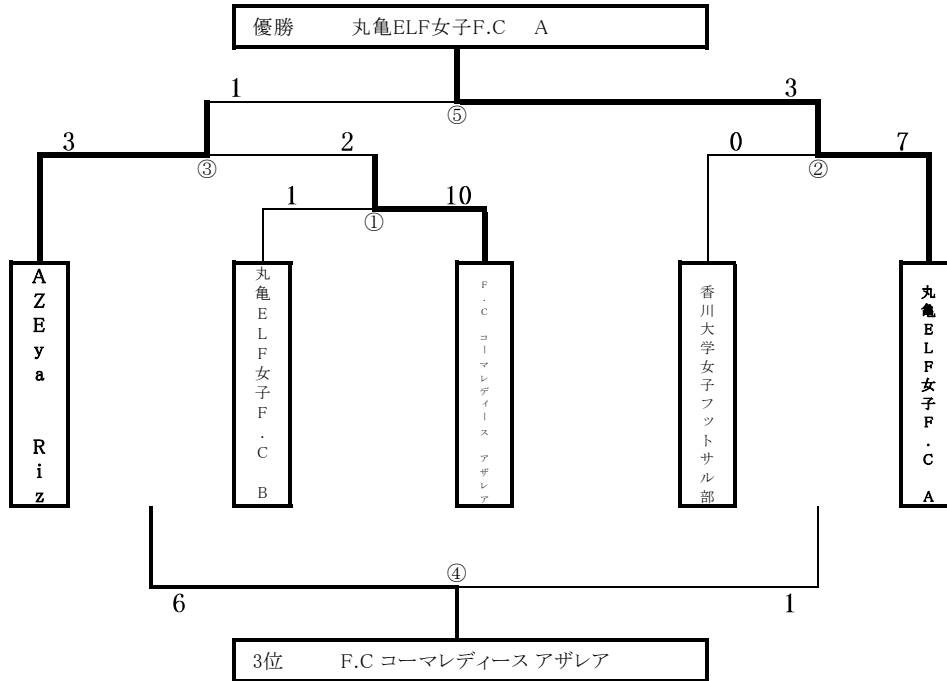 優勝 丸亀ELF女子F.C A
1 3
⑤
3 2 0 7
③ ②
1 10
①
AZEya Riz
丸亀ELF女子F.C B
F.C コーマレディース アザレア
香川大学女子フットサル部
丸亀ELF女子F.C A
④
6 1
3位 F.C コーマレディース アザレア